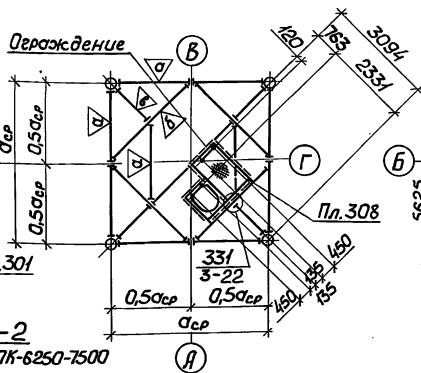 Ограждение
а
В
120
763
3094
2331
а
в
б
а
Г
Б
aср
0,5aср
0,5aср
5625
Пл.308
301
331
3-22
450
135
135
450
0,5aср
0,5aср
aср
-2
ПК-6250-7500
Я